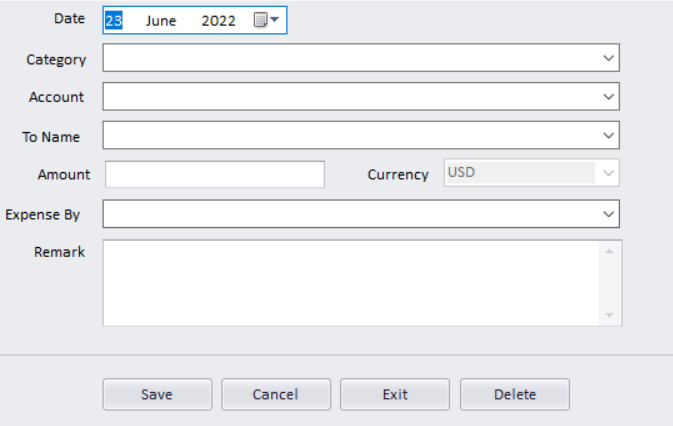 Date 23 June 2022
Category
Account
To Name
Amount Currency USD
Expense By
Remark
Save Cancel Exit Delete